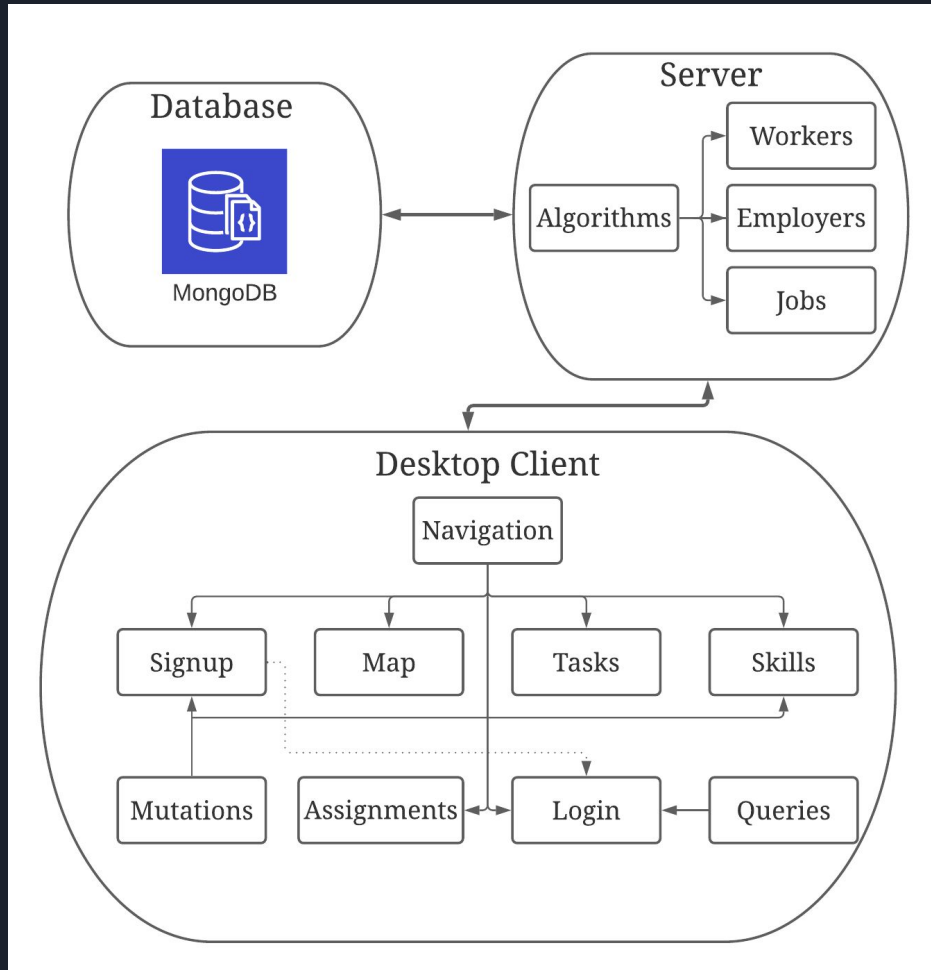 Database
MongoDB
Server
Workers
Algorithms
Employers
Jobs
Desktop Client
Navigation
Signup
Map
Tasks
Skills
Mutations
Assignments
Login
Queries